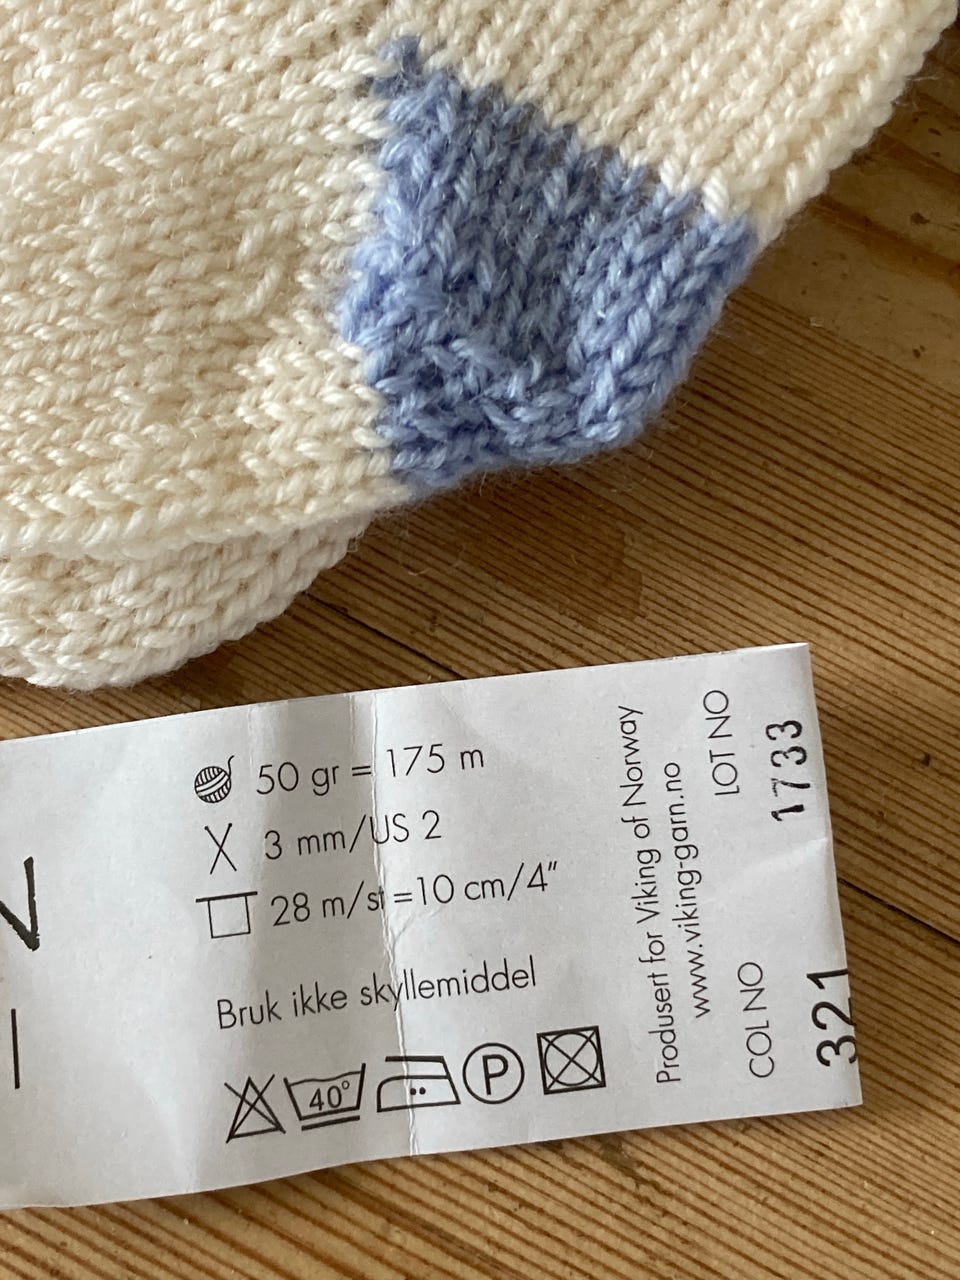 50 gr = 175 m
3 mm/US 2
28 m/st =10 cm/4"
Bruk ikke skyllemiddel
40°
P
Produsert for Viking of Norway
www.viking-garn.no
COL NO
321
LOT NO
1733